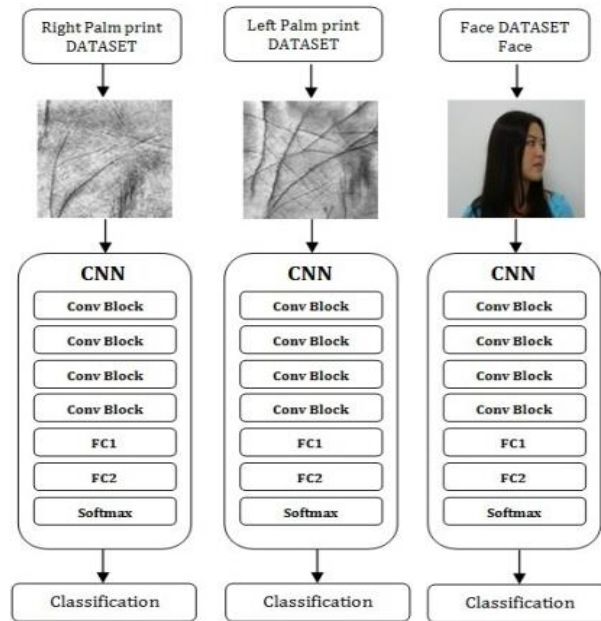 Right Palm print
DATASET
Left Palm print
DATASET
Face DATASET
Face
CNN
Conv Block
Conv Block
Conv Block
Conv Block
FC1
FC2
Softmax
Classification
CNN
Conv Block
Conv Block
Conv Block
Conv Block
FC1
FC2
Softmax
Classification
CNN
Conv Block
Conv Block
Conv Block
Conv Block
FC1
FC2
Softmax
Classification